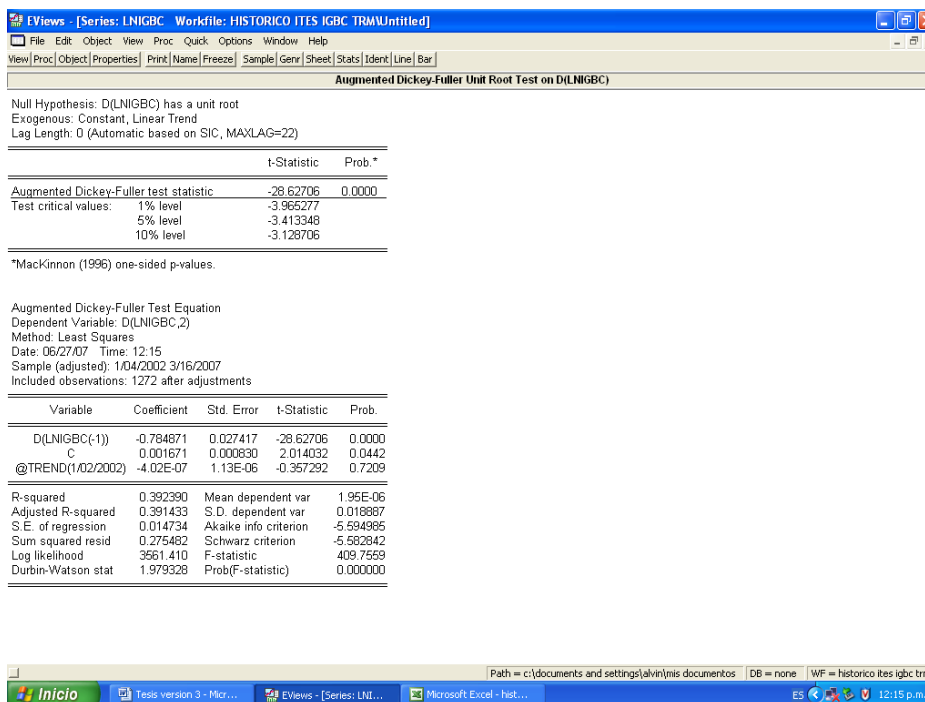 EViews - [Series: LNIGBC Workfile: HISTORICO ITES IGBC TRM\Untitled]
File Edit Object View Proc Quick Options Window Help
View Proc Object Properties Print Name Freeze Sample Genr Sheet Stats Ident Line Bar
Augmented Dickey-Fuller Unit Root Test on D(LNIGBC)
Null Hypothesis: D(LNIGBC) has a unit root
Exogenous: Constant, Linear Trend
Lag Length: 0 (Automatic based on SIC, MAXLAG=22)
t-Statistic Prob.*
Augmented Dickey-Fuller test statistic -28.62706 0.0000
Test critical values: 1% level -3.965277
5% level -3.413348
10% level -3.128706
*MacKinnon (1996) one-sided p-values.
Augmented Dickey-Fuller Test Equation
Dependent Variable: D(LNIGBC,2)
Method: Least Squares
Date: 06/27/07 Time: 12:15
Sample (adjusted): 1/04/2002 3/16/2007
Included observations: 1272 after adjustments
Variable Coefficient Std. Error t-Statistic Prob.
D(LNIGBC(-1)) -0.784871 0.027417 -28.62706 0.0000
C 0.001671 0.000830 2.014032 0.0442
@TREND(1/02/2002) -4.02E-07 1.13E-06 -0.357292 0.7209
R-squared 0.392390 Mean dependent var 1.95E-06
Adjusted R-squared 0.391433 S.D. dependent var 0.018887
S.E. of regression 0.014734 Akaike info criterion -5.594985
Sum squared resid 0.275482 Schwarz criterion -5.582842
Log likelihood 3561.410 F-statistic 409.7559
Durbin-Watson stat 1.979328 Prob(F-statistic) 0.000000
Path = c:\documents and settings\alvin\mis documentos DB = none WF = historico ites igbc tr
Inicio Tesis version 3 - Micr... EViews - [Series: LNI... Microsoft Excel - hist... ES 12:15 p.m.